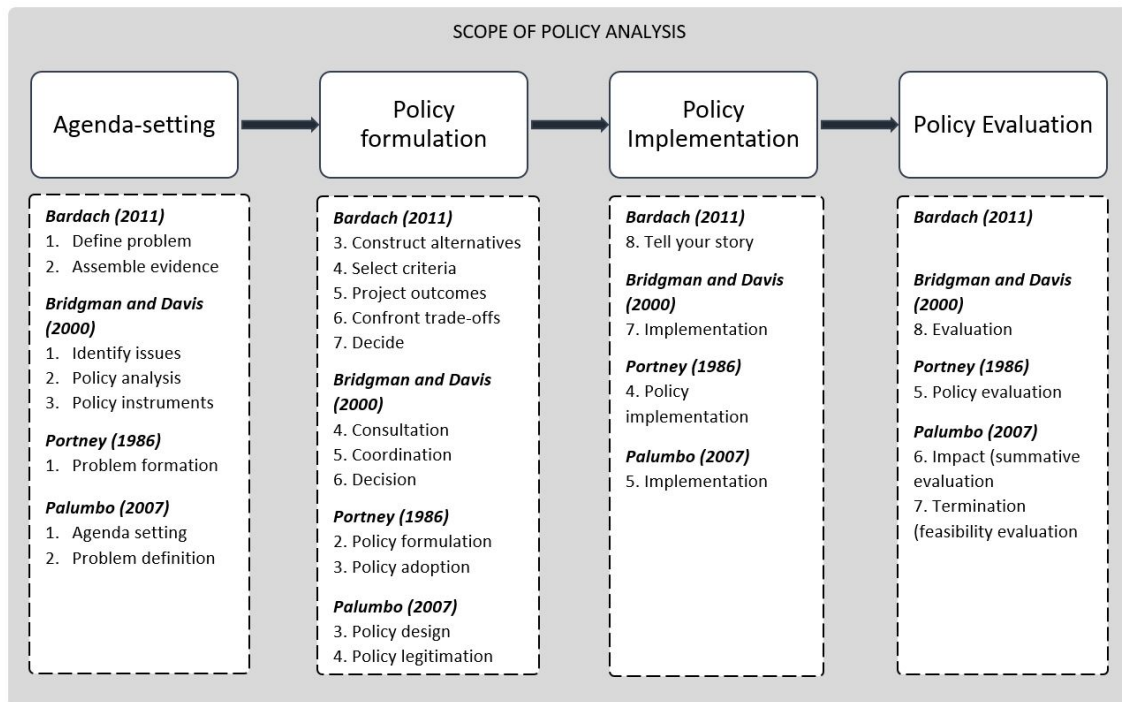 SCOPE OF POLICY ANALYSIS
Agenda-setting
Policy
formulation
Policy
Implementation
Policy Evaluation
Bardach (2011)
1. Define problem
2. Assemble evidence
Bridgman and Davis
(2000)
1. Identify issues
2. Policy analysis
3. Policy instruments
Portney (1986)
1. Problem formation
Palumbo (2007)
1. Agenda setting
2. Problem definition
Bardach (2011)
3. Construct alternatives
4. Select criteria
5. Project outcomes
6. Confront trade-offs
7. Decide
Bridgman and Davis
(2000)
4. Consultation
5. Coordination
6. Decision
Portney (1986)
2. Policy formulation
3. Policy adoption
Palumbo (2007)
3. Policy design
4. Policy legitimation
Bardach (2011)
8. Tell your story
Bridgman and Davis
(2000)
7. Implementation
Portney (1986)
4. Policy
implementation
Palumbo (2007)
5. Implementation
Bardach (2011)
Bridgman and Davis
(2000)
8. Evaluation
Portney (1986)
5. Policy evaluation
Palumbo (2007)
6. Impact (summative
evaluation
7. Termination
(feasibility evaluation